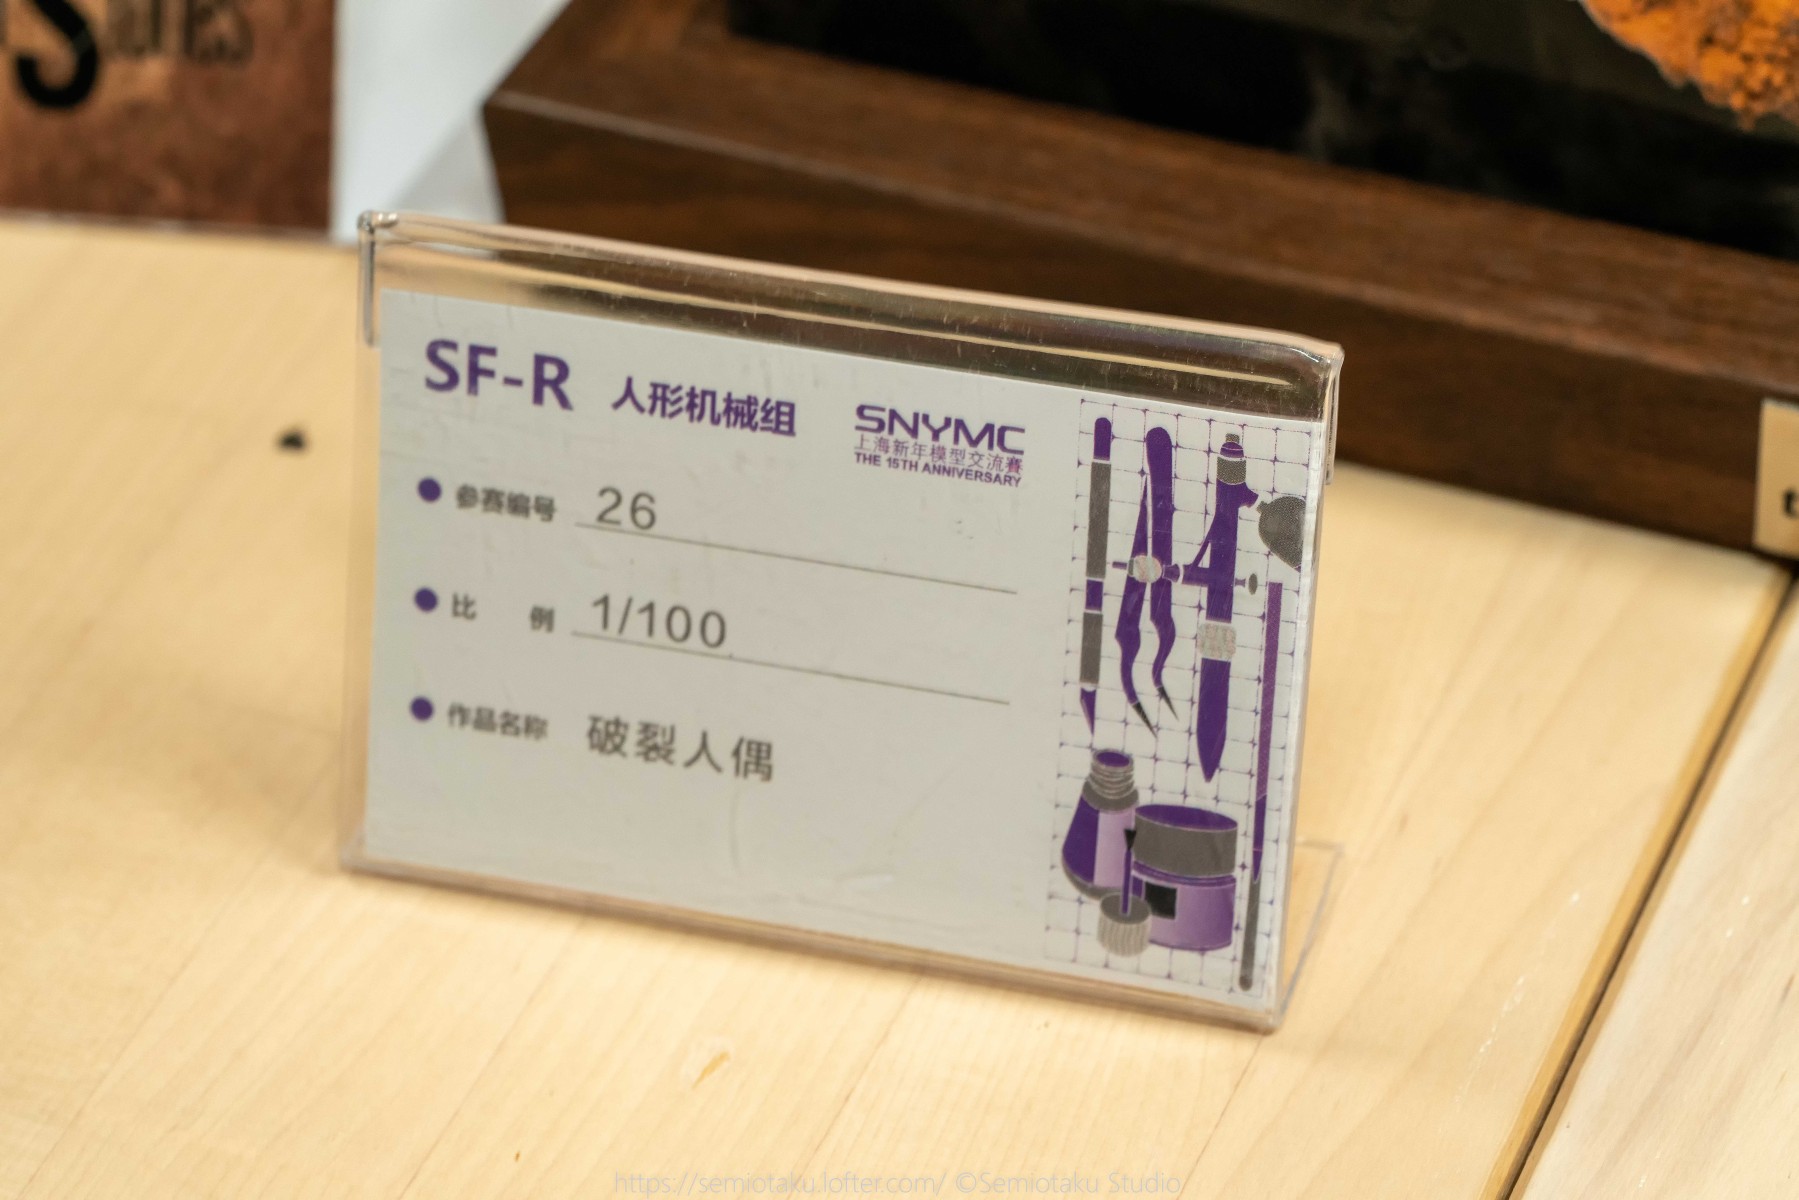 SF-R 人形机械组
SNYMC
上海新年模型交流賽
THE 15TH ANNIVERSARY
参赛编号 26
比 例 1/100
作品名称 破裂人偶
https://semiotaku.lofter.com/ ©Semiotaku Studio